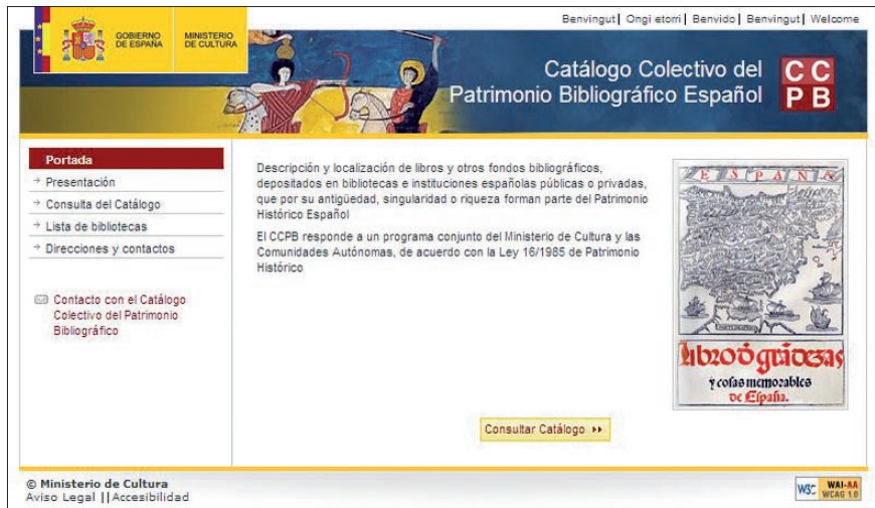 Benvingut| Ongi etorri| Benvido| Benvingut| Welcome
GOBIERNO
DE ESPAÑA
MINISTERIO
DE CULTURA
Catálogo Colectivo del
Patrimonio Bibliográfico Español
C C
P B
Portada
Presentación
Consulta del Catálogo
Lista de bibliotecas
Direcciones y contactos
Contacto con el Catálogo
Colectivo del Patrimonio
Bibliográfico
Descripción y localización de libros y otros fondos bibliográficos,
depositados en bibliotecas e instituciones españolas públicas o privadas,
que por su antigüedad, singularidad o riqueza forman parte del Patrimonio
Histórico Español
El CCPB responde a un programa conjunto del Ministerio de Cultura y las
Comunidades Autónomas, de acuerdo con la Ley 16/1985 de Patrimonio
Histórico
ESPAÑA
Libro d'grãdezas
y cosas memorables
de España.
Consultar Catálogo
© Ministerio de Cultura
Aviso Legal ||Accesibilidad
W3C WAI-AA
WCAG 1.0